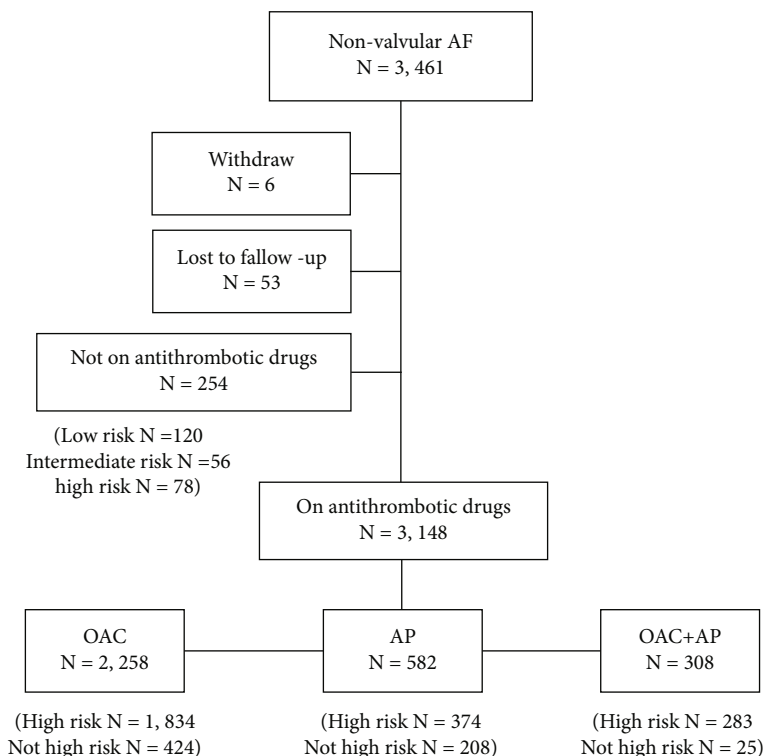 Non-valvular AF
N = 3, 461
Withdraw
N = 6
Lost to fallow -up
N = 53
Not on antithrombotic drugs
N = 254
(Low risk N =120
Intermediate risk N =56
high risk N = 78)
On antithrombotic drugs
N = 3, 148
OAC
N = 2, 258
(High risk N = 1, 834
Not high risk N = 424)
AP
N = 582
(High risk N = 374
Not high risk N = 208)
OAC+AP
N = 308
(High risk N = 283
Not high risk N = 25)